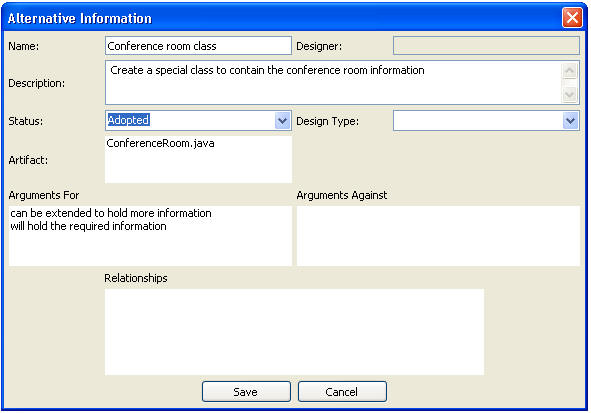 Alternative Information
Name: Conference room class Designer:
Description: Create a special class to contain the conference room information
Status: Adopted Design Type:
Artifact: ConferenceRoom.java
Arguments For Arguments Against
can be extended to hold more information
will hold the required information
Relationships
Save Cancel